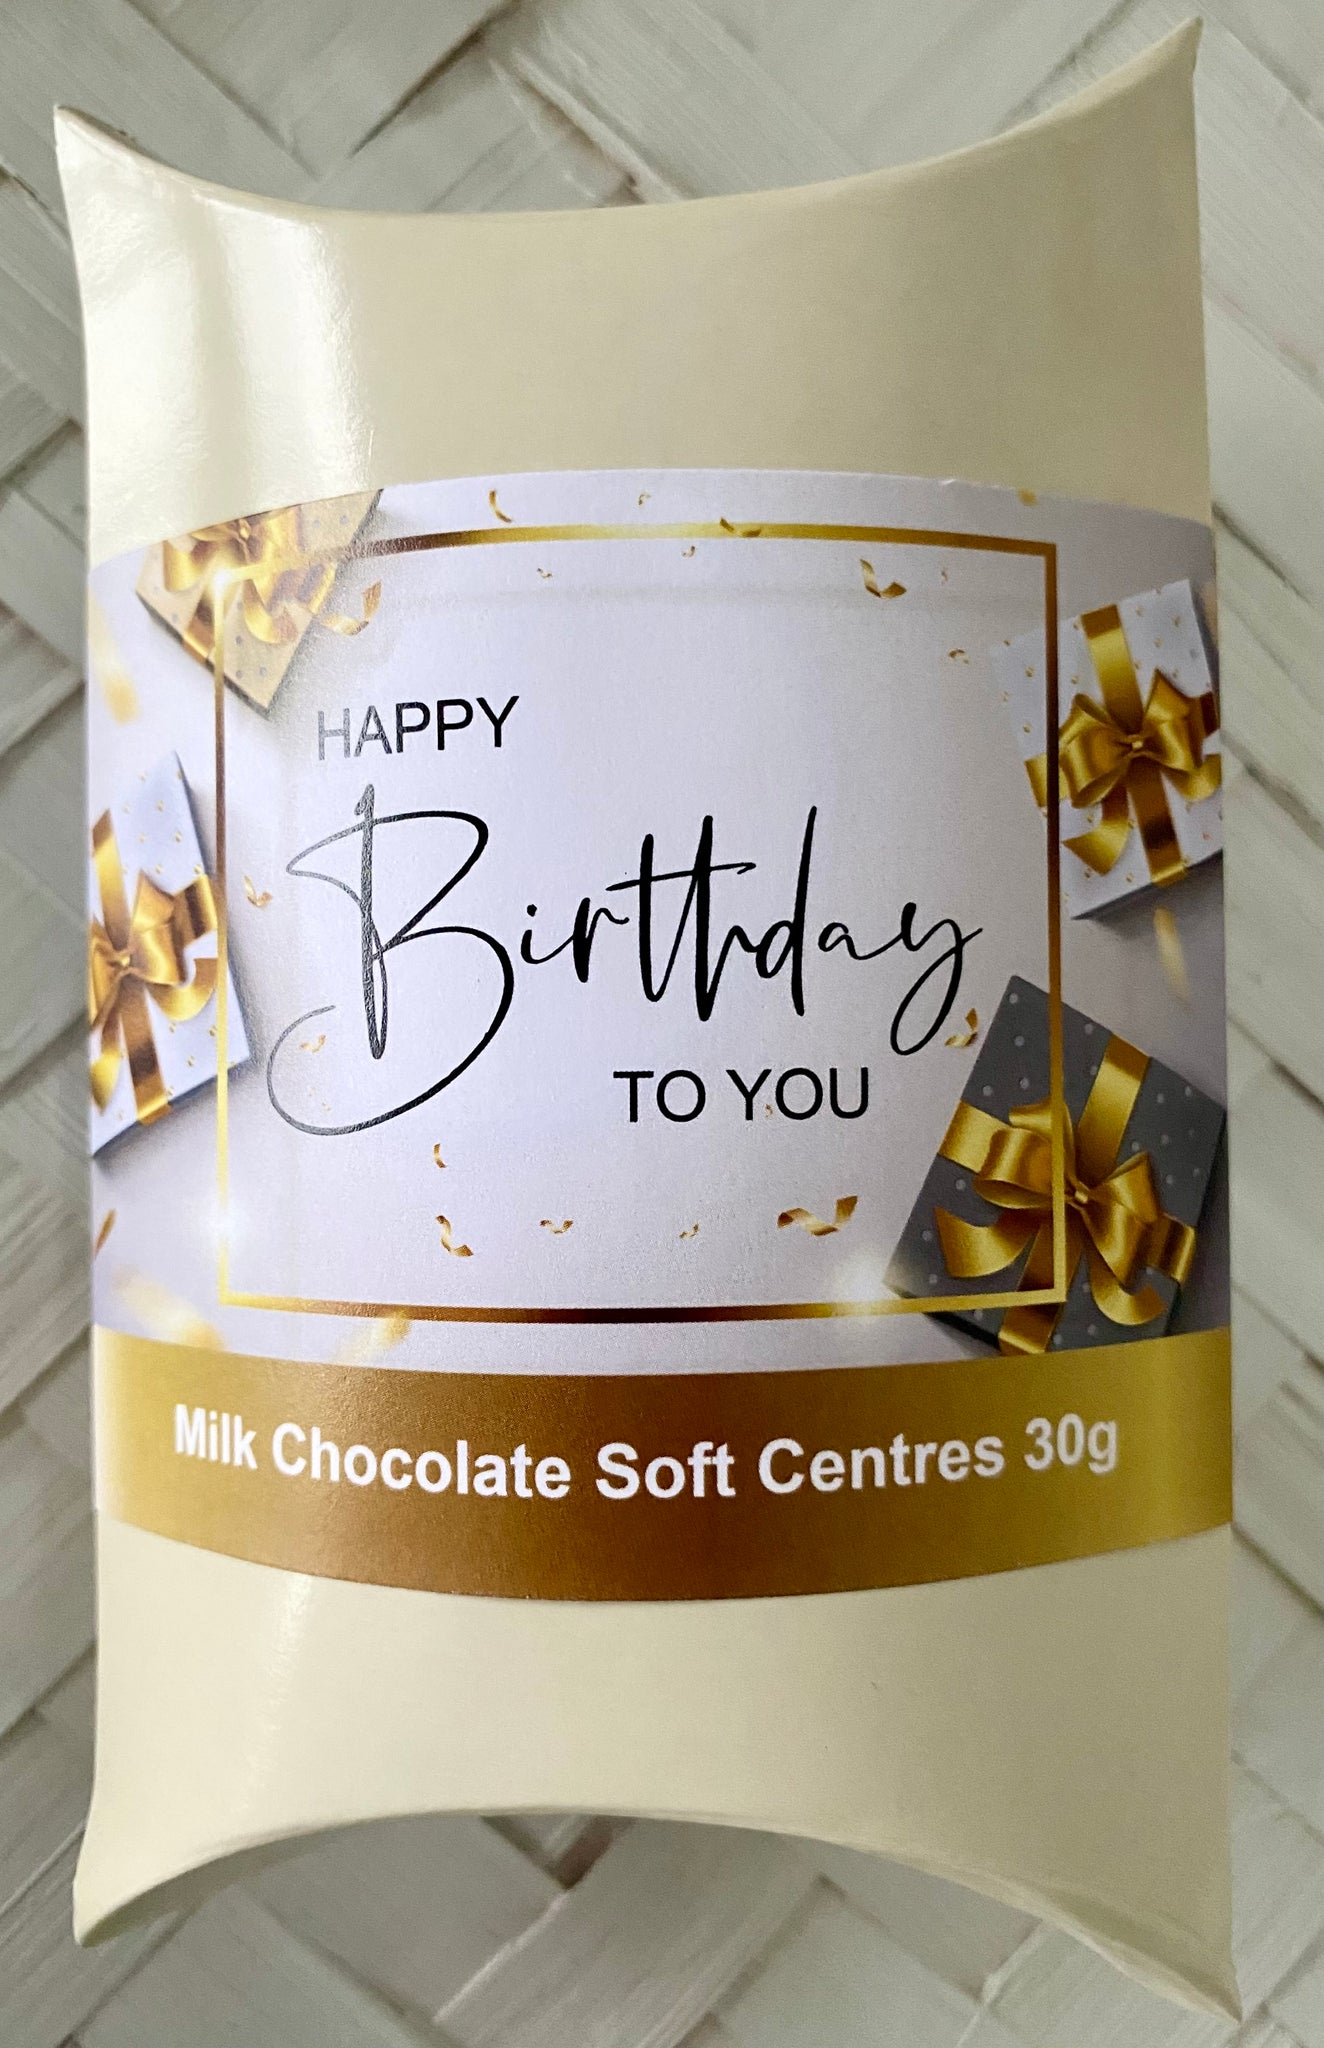 HAPPY
Birthday
TO YOU
Milk Chocolate Soft Centres 30g